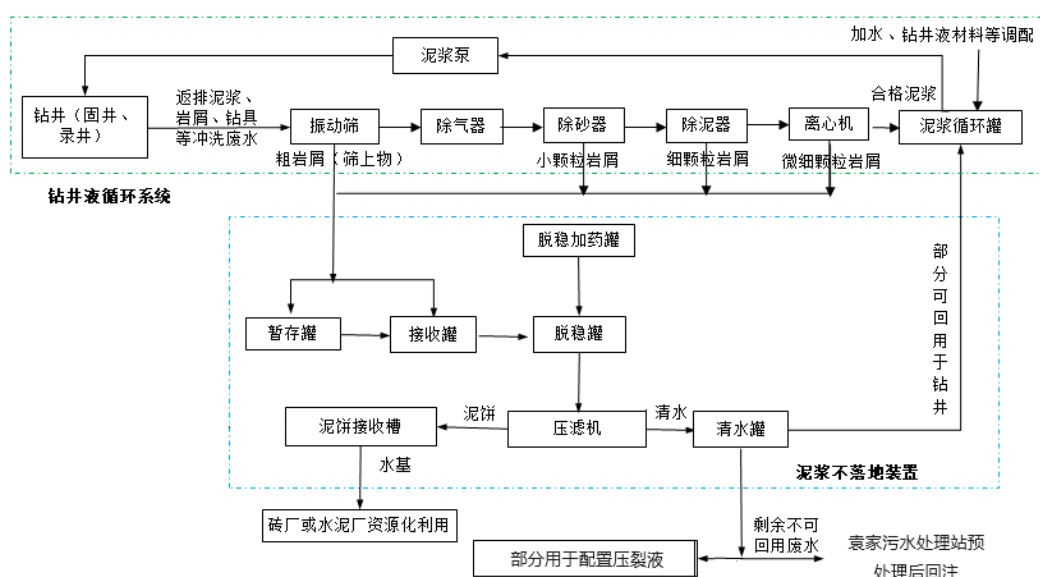 加水、钻井液材料等调配
泥浆泵
合格泥浆
钻井（固井、
录井）
返排泥浆、
岩屑、钻具
等冲洗废水
振动筛
除气器
除砂器
除泥器
离心机
泥浆循环罐
粗岩屑（筛上物）
小颗粒岩屑
细颗粒岩屑
微细颗粒岩屑
钻井液循环系统
脱稳加药罐
部分可回用于钻井
暂存罐
接收罐
脱稳罐
泥饼接收槽
泥饼
压滤机
清水
清水罐
水基
泥浆不落地装置
砖厂或水泥厂资源化利用
剩余不可
回用废水
部分用于配置压裂液
袁家污水处理站预
处理后回注